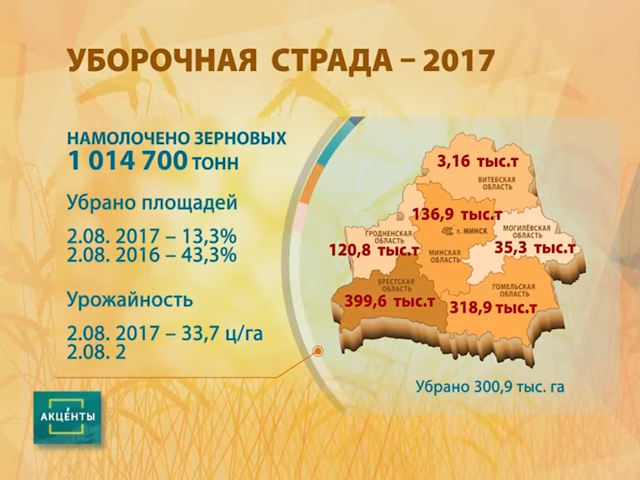 УБОРОЧНАЯ СТРАДА – 2017
НАМОЛОЧЕНО ЗЕРНОВЫХ
1 014 700 ТОНН
Убрано площадей
2.08. 2017 – 13,3%
2.08. 2016 – 43,3%
Урожайность
2.08. 2017 – 33,7 ц/га
2.08. 2
3,16 тыс.т
ВИТЕБСКАЯ
ОБЛАСТЬ
136,9 тыс.т
г. МИНСК
МИНСКАЯ
ОБЛАСТЬ
МОГИЛЁВСКАЯ
ОБЛАСТЬ
35,3 тыс.т
ГРОДНЕНСКАЯ
ОБЛАСТЬ
120,8 тыс.т
БРЕСТСКАЯ
ОБЛАСТЬ
399,6 тыс.т
ГОМЕЛЬСКАЯ
ОБЛАСТЬ
318,9 тыс.т
Убрано 300,9 тыс. га
АКЦЕНТЫ